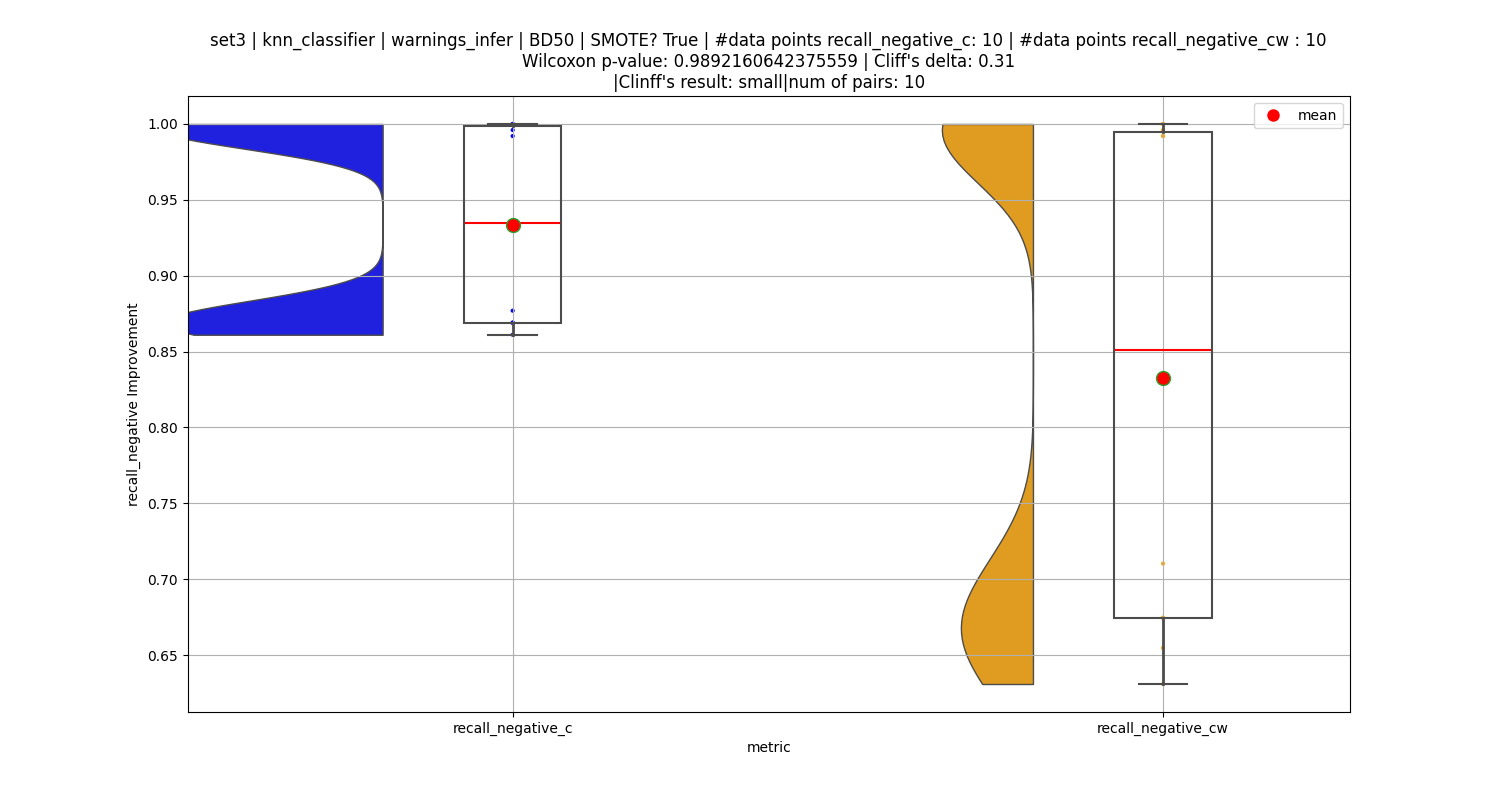 set3 | knn_classifier | warnings_infer | BD50 | SMOTE? True | #data points recall_negative_c: 10 | #data points recall_negative_cw : 10
Wilcoxon p-value: 0.9892160642375559 | Cliff's delta: 0.31
|Clinff's result: small|num of pairs: 10
mean
1.00
0.95
0.90
0.85
0.80
0.75
0.70
0.65
recall_negative Improvement
recall_negative_c
recall_negative_cw
metric